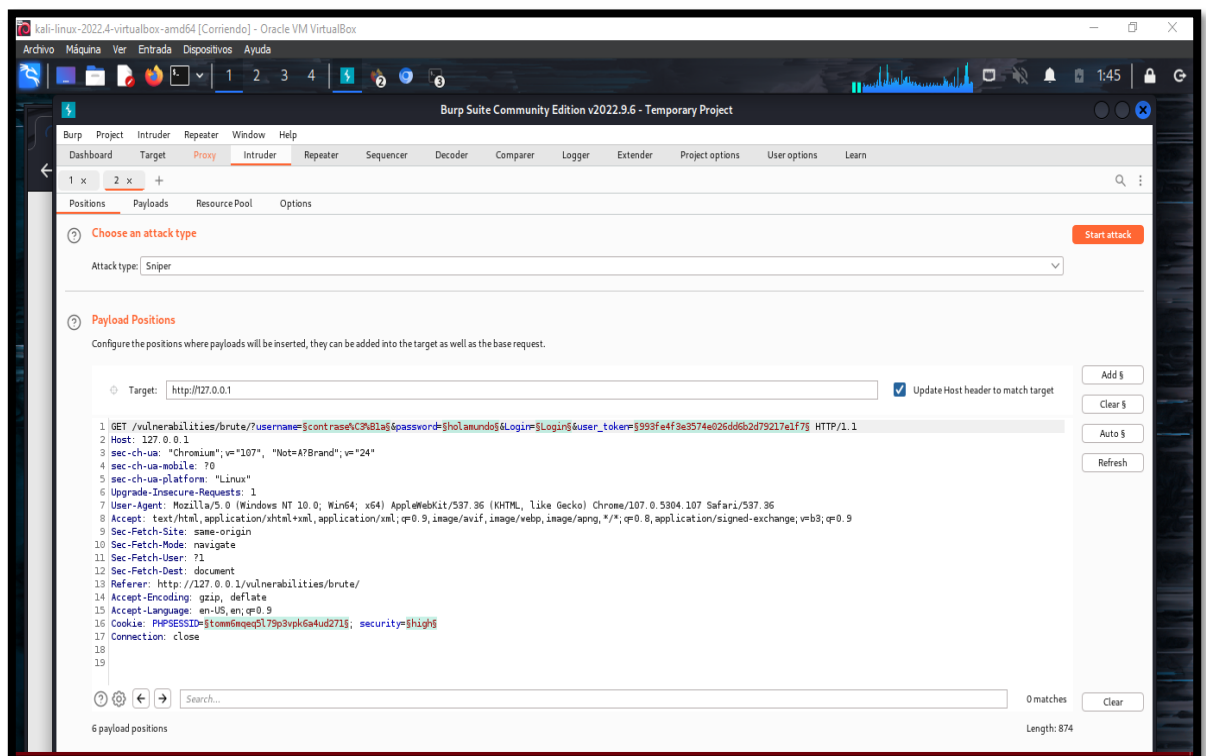 kali-linux-2022.4-virtualbox-amd64 [Corriendo] - Oracle VM VirtualBox
Archivo Máquina Ver Entrada Dispositivos Ayuda
1 2 3 4 1:45
Burp Suite Community Edition v2022.9.6 - Temporary Project
Burp Project Intruder Repeater Window Help
Dashboard Target Proxy Intruder Repeater Sequencer Decoder Comparer Logger Extender Project options User options Learn
1 x 2 x +
Positions Payloads Resource Pool Options
? Choose an attack type Start attack
Attack type: Sniper
? Payload Positions
Configure the positions where payloads will be inserted, they can be added into the target as well as the base request.
Add §
Target: http://127.0.0.1 Update Host header to match target
Clear §
Auto §
Refresh
1 GET /vulnerabilities/brute/?username=§contrase%C3%B1a§&password=§holamundo§&Login=§Login§&user_token=§993fe4f3e3574e026dd6b2d79217e1f7§ HTTP/1.1
2 Host: 127.0.0.1
3 sec-ch-ua: "Chromium";v="107", "Not=A?Brand";v="24"
4 sec-ch-ua-mobile: ?0
5 sec-ch-ua-platform: "Linux"
6 Upgrade-Insecure-Requests: 1
7 User-Agent: Mozilla/5.0 (Windows NT 10.0; Win64; x64) AppleWebKit/537.36 (KHTML, like Gecko) Chrome/107.0.5304.107 Safari/537.36
8 Accept: text/html,application/xhtml+xml,application/xml;q=0.9,image/avif,image/webp,image/apng,*/*;q=0.8,application/signed-exchange;v=b3;q=0.9
9 Sec-Fetch-Site: same-origin
10 Sec-Fetch-Mode: navigate
11 Sec-Fetch-User: ?1
12 Sec-Fetch-Dest: document
13 Referer: http://127.0.0.1/vulnerabilities/brute/
14 Accept-Encoding: gzip, deflate
15 Accept-Language: en-US,en;q=0.9
16 Cookie: PHPSESSID=§tomm6mqeq5l79p3vpk6a4ud271§; security=§high§
17 Connection: close
18
19
? Search... 0 matches Clear
6 payload positions Length: 874